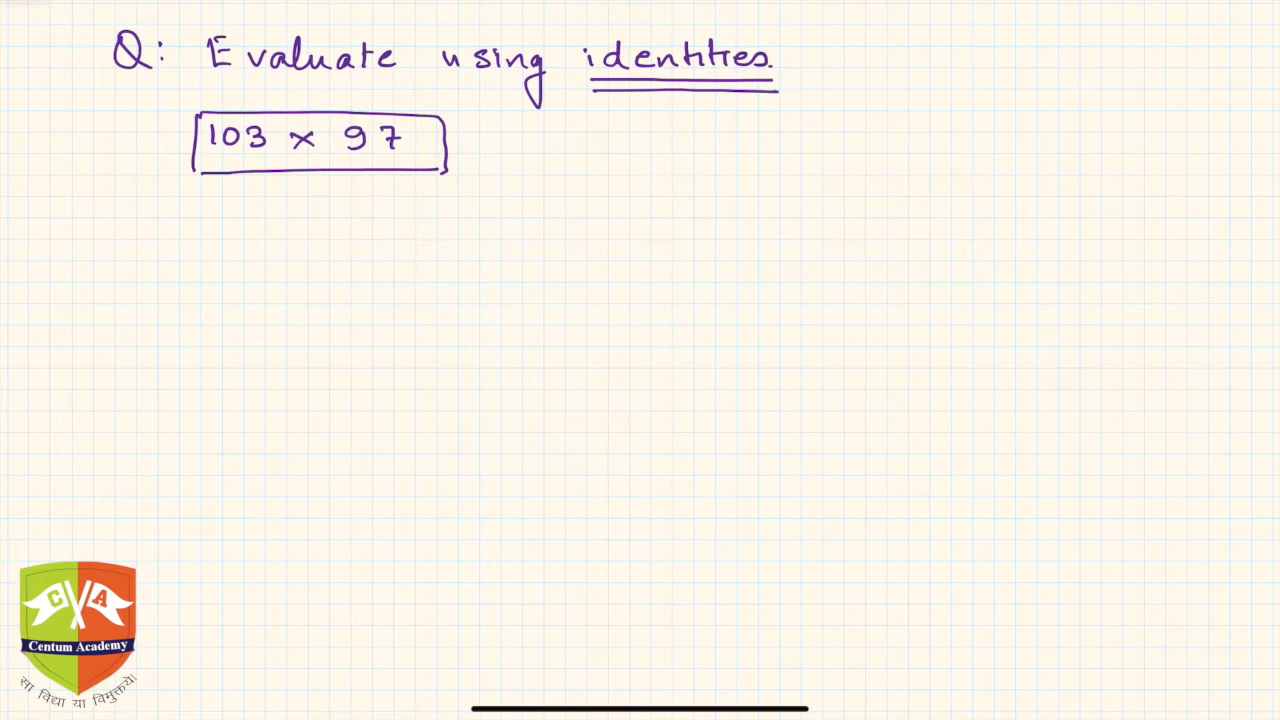 Q: Evaluate using identities.
103 × 97
C A
Centum Academy
सा विद्या या विमुक्तये।